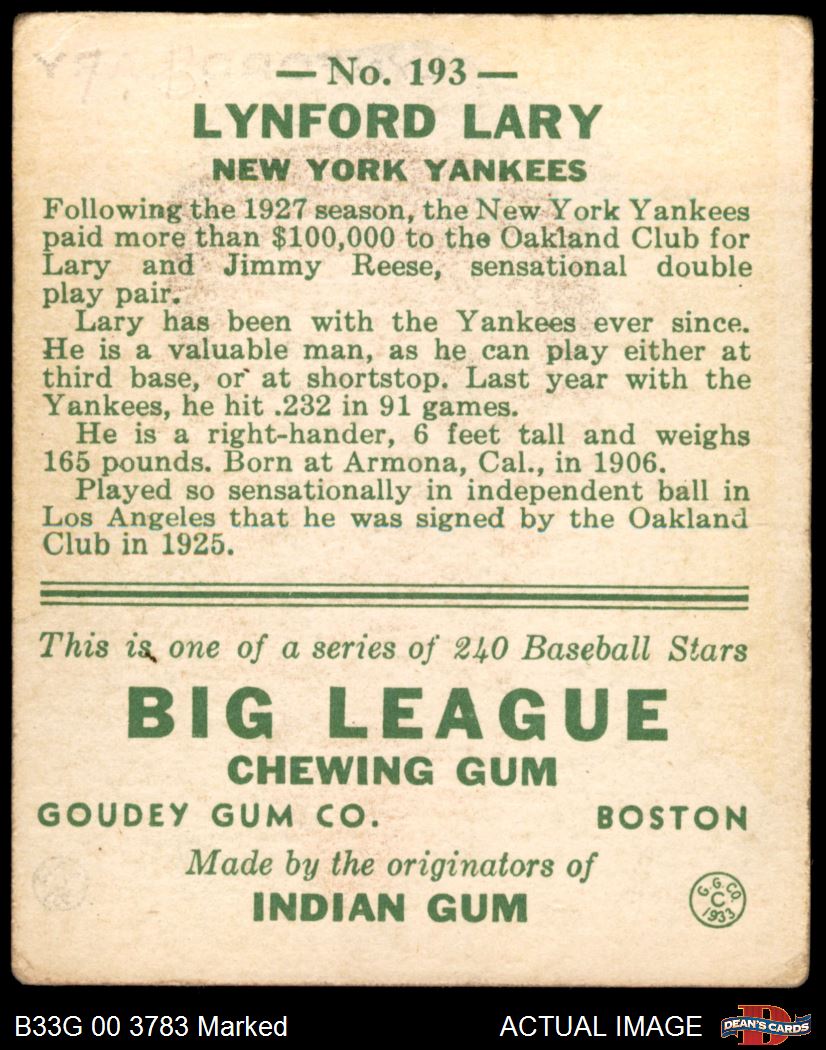 — No. 193 —
LYNFORD LARY
NEW YORK YANKEES
Following the 1927 season, the New York Yankees
paid more than $100,000 to the Oakland Club for
Lary and Jimmy Reese, sensational double
play pair.
Lary has been with the Yankees ever since.
He is a valuable man, as he can play either at
third base, or at shortstop. Last year with the
Yankees, he hit .232 in 91 games.
He is a right-hander, 6 feet tall and weighs
165 pounds. Born at Armona, Cal., in 1906.
Played so sensationally in independent ball in
Los Angeles that he was signed by the Oakland
Club in 1925.
This is one of a series of 240 Baseball Stars
BIG LEAGUE
CHEWING GUM
GOUDEY GUM CO. BOSTON
Made by the originators of
INDIAN GUM
G.G.CO.
C
1933
B33G 00 3783 Marked ACTUAL IMAGE DEAN'S CARDS